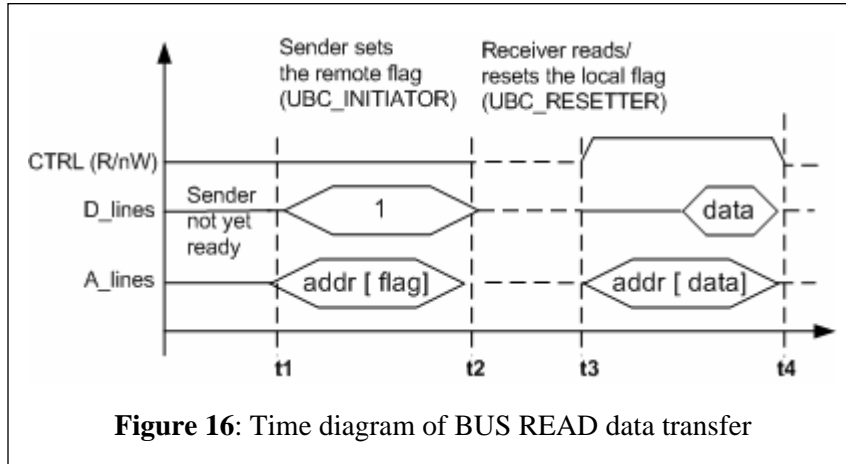 Sender sets
the remote flag
(UBC_INITIATOR)
Receiver reads/
resets the local flag
(UBC_RESETTER)
CTRL (R/nW)
D_lines
Sender
not yet
ready
1
data
A_lines
addr [ flag]
addr [ data]
t1
t2
t3
t4
Figure 16: Time diagram of BUS READ data transfer